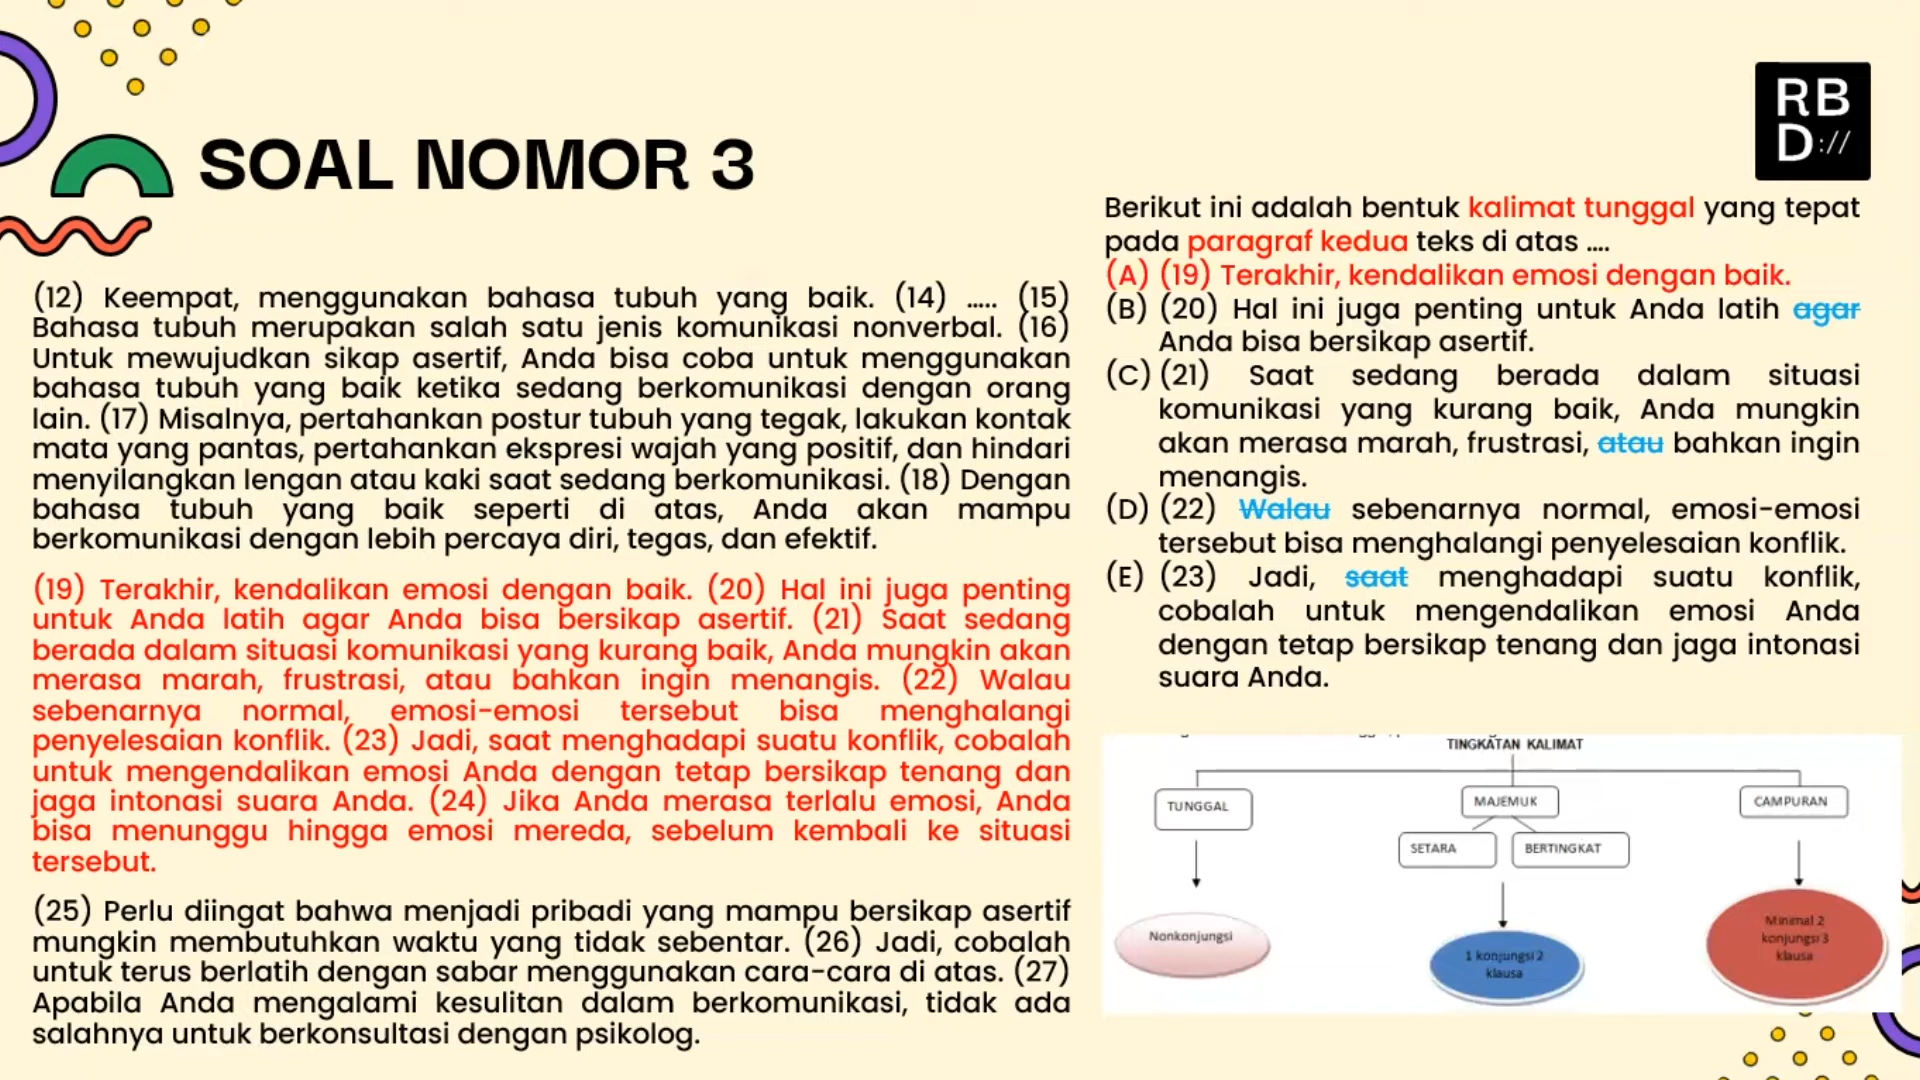 RB
D://
SOAL NOMOR 3
(12) Keempat, menggunakan bahasa tubuh yang baik. (14) ..... (15)
Bahasa tubuh merupakan salah satu jenis komunikasi nonverbal. (16)
Untuk mewujudkan sikap asertif, Anda bisa coba untuk menggunakan
bahasa tubuh yang baik ketika sedang berkomunikasi dengan orang
lain. (17) Misalnya, pertahankan postur tubuh yang tegak, lakukan kontak
mata yang pantas, pertahankan ekspresi wajah yang positif, dan hindari
menyilangkan lengan atau kaki saat sedang berkomunikasi. (18) Dengan
bahasa tubuh yang baik seperti di atas, Anda akan mampu
berkomunikasi dengan lebih percaya diri, tegas, dan efektif.
(19) Terakhir, kendalikan emosi dengan baik. (20) Hal ini juga penting
untuk Anda latih agar Anda bisa bersikap asertif. (21) Saat sedang
berada dalam situasi komunikasi yang kurang baik, Anda mungkin akan
merasa marah, frustrasi, atau bahkan ingin menangis. (22) Walau
sebenarnya normal, emosi-emosi tersebut bisa menghalangi
penyelesaian konflik. (23) Jadi, saat menghadapi suatu konflik, cobalah
untuk mengendalikan emosi Anda dengan tetap bersikap tenang dan
jaga intonasi suara Anda. (24) Jika Anda merasa terlalu emosi, Anda
bisa menunggu hingga emosi mereda, sebelum kembali ke situasi
tersebut.
(25) Perlu diingat bahwa menjadi pribadi yang mampu bersikap asertif
mungkin membutuhkan waktu yang tidak sebentar. (26) Jadi, cobalah
untuk terus berlatih dengan sabar menggunakan cara-cara di atas. (27)
Apabila Anda mengalami kesulitan dalam berkomunikasi, tidak ada
salahnya untuk berkonsultasi dengan psikolog.
Berikut ini adalah bentuk kalimat tunggal yang tepat
pada paragraf kedua teks di atas ....
(A) (19) Terakhir, kendalikan emosi dengan baik.
(B) (20) Hal ini juga penting untuk Anda latih agar
Anda bisa bersikap asertif.
(C) (21) Saat sedang berada dalam situasi
komunikasi yang kurang baik, Anda mungkin
akan merasa marah, frustrasi, atau bahkan ingin
menangis.
(D) (22) Walau sebenarnya normal, emosi-emosi
tersebut bisa menghalangi penyelesaian konflik.
(E) (23) Jadi, saat menghadapi suatu konflik,
cobalah untuk mengendalikan emosi Anda
dengan tetap bersikap tenang dan jaga intonasi
suara Anda.
TINGKATAN KALIMAT
TUNGGAL
MAJEMUK
CAMPURAN
SETARA
BERTINGKAT
Nonkonjungsi
1 konjungsi 2
klausa
Minimal 2
konjungsi 3
klausa